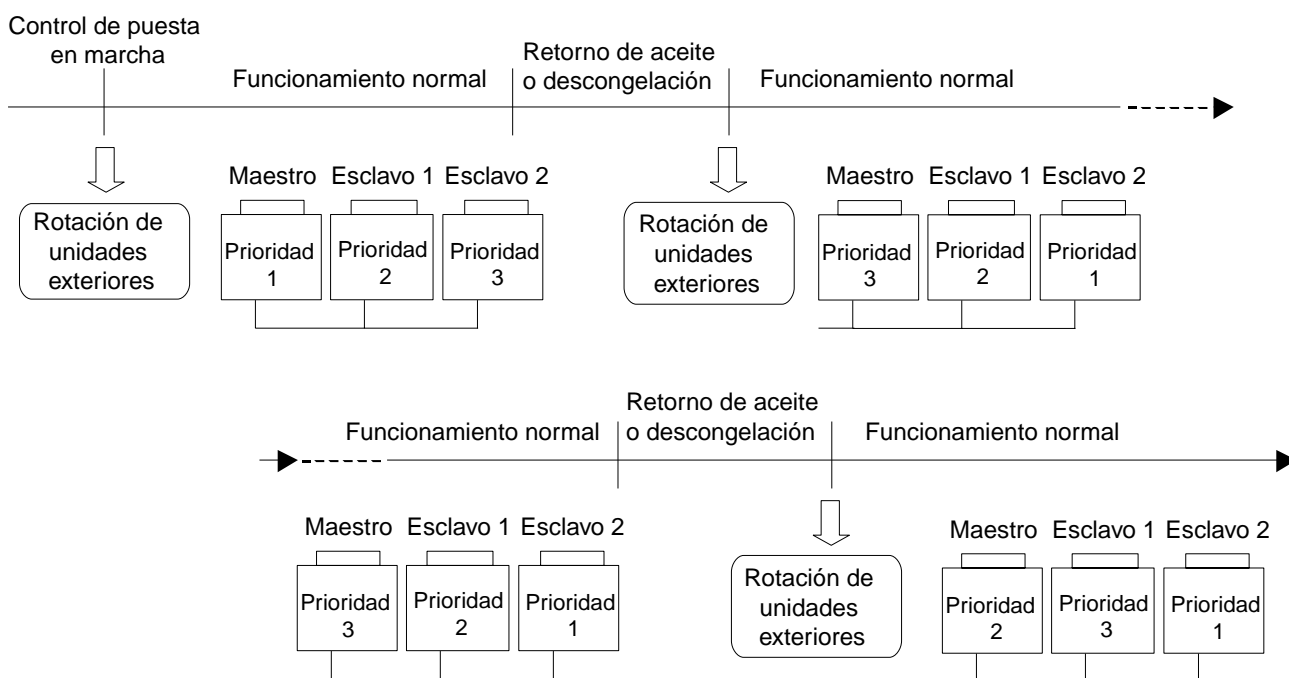 Control de puesta
en marcha
Funcionamiento normal
Retorno de aceite
o descongelación
Funcionamiento normal
Rotación de
unidades
exteriores
Maestro Esclavo 1 Esclavo 2
Prioridad Prioridad Prioridad
1 2 3
Rotación de
unidades
exteriores
Maestro Esclavo 1 Esclavo 2
Prioridad Prioridad Prioridad
3 2 1
Funcionamiento normal
Retorno de aceite
o descongelación
Funcionamiento normal
Maestro Esclavo 1 Esclavo 2
Prioridad Prioridad Prioridad
3 2 1
Rotación de
unidades
exteriores
Maestro Esclavo 1 Esclavo 2
Prioridad Prioridad Prioridad
2 3 1